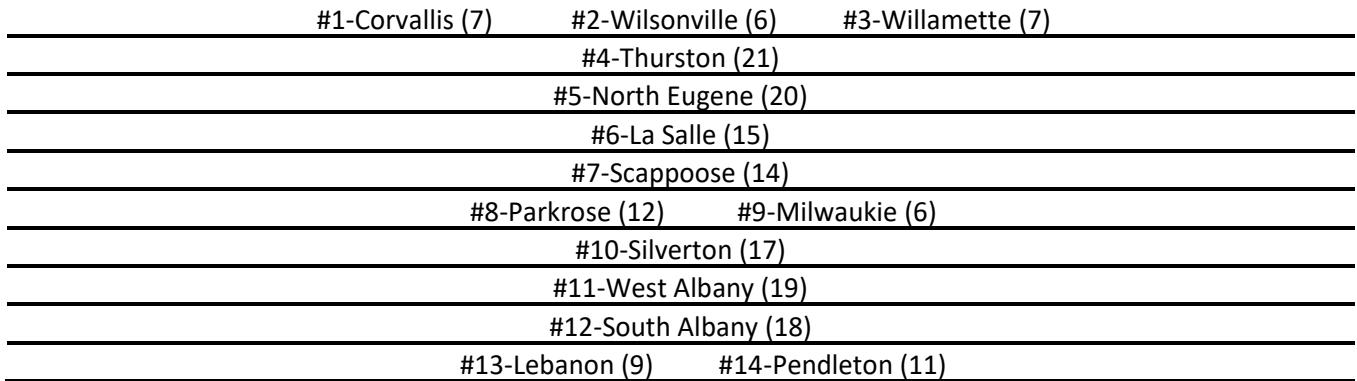 #1-Corvallis (7) #2-Wilsonville (6) #3-Willamette (7)
#4-Thurston (21)
#5-North Eugene (20)
#6-La Salle (15)
#7-Scappoose (14)
#8-Parkrose (12) #9-Milwaukie (6)
#10-Silverton (17)
#11-West Albany (19)
#12-South Albany (18)
#13-Lebanon (9) #14-Pendleton (11)